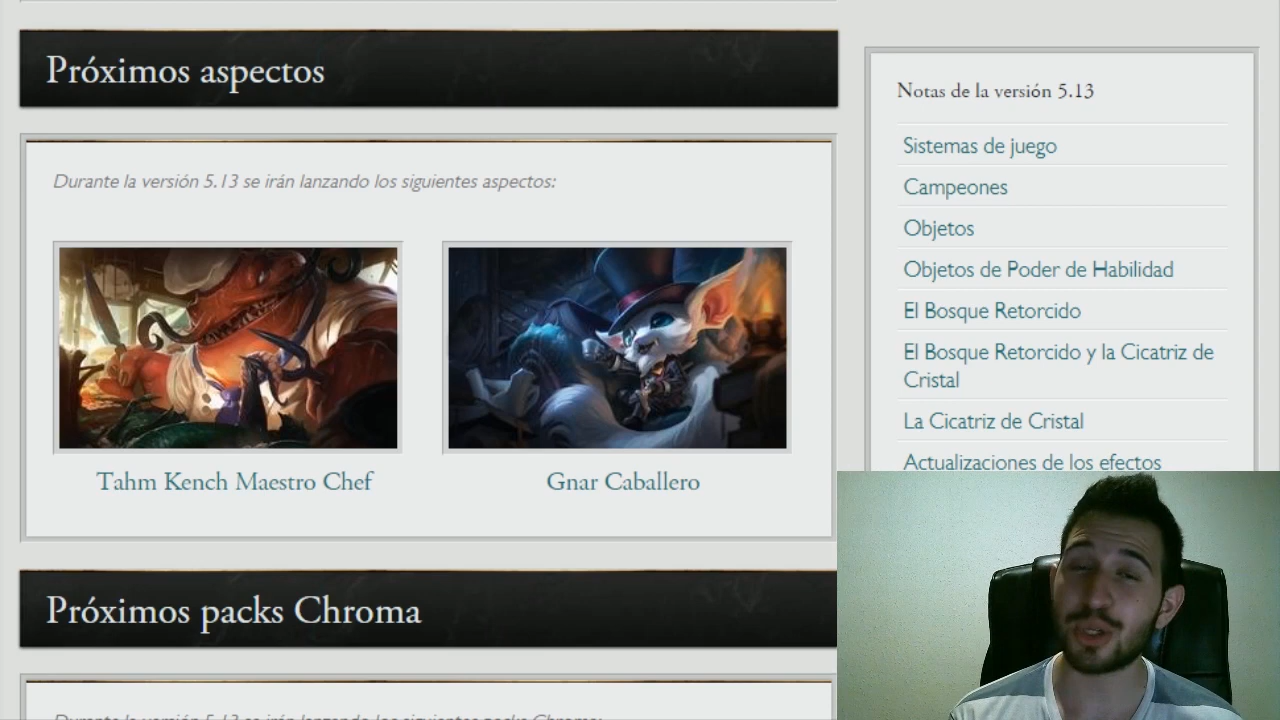 Próximos aspectos
Durante la versión 5.13 se irán lanzando los siguientes aspectos:
Tahm Kench Maestro Chef
Gnar Caballero
Próximos packs Chroma
Durante la versión 5.13 se irán lanzando los siguientes packs Chroma:
Notas de la versión 5.13
Sistemas de juego
Campeones
Objetos
Objetos de Poder de Habilidad
El Bosque Retorcido
El Bosque Retorcido y la Cicatriz de
Cristal
La Cicatriz de Cristal
Actualizaciones de los efectos